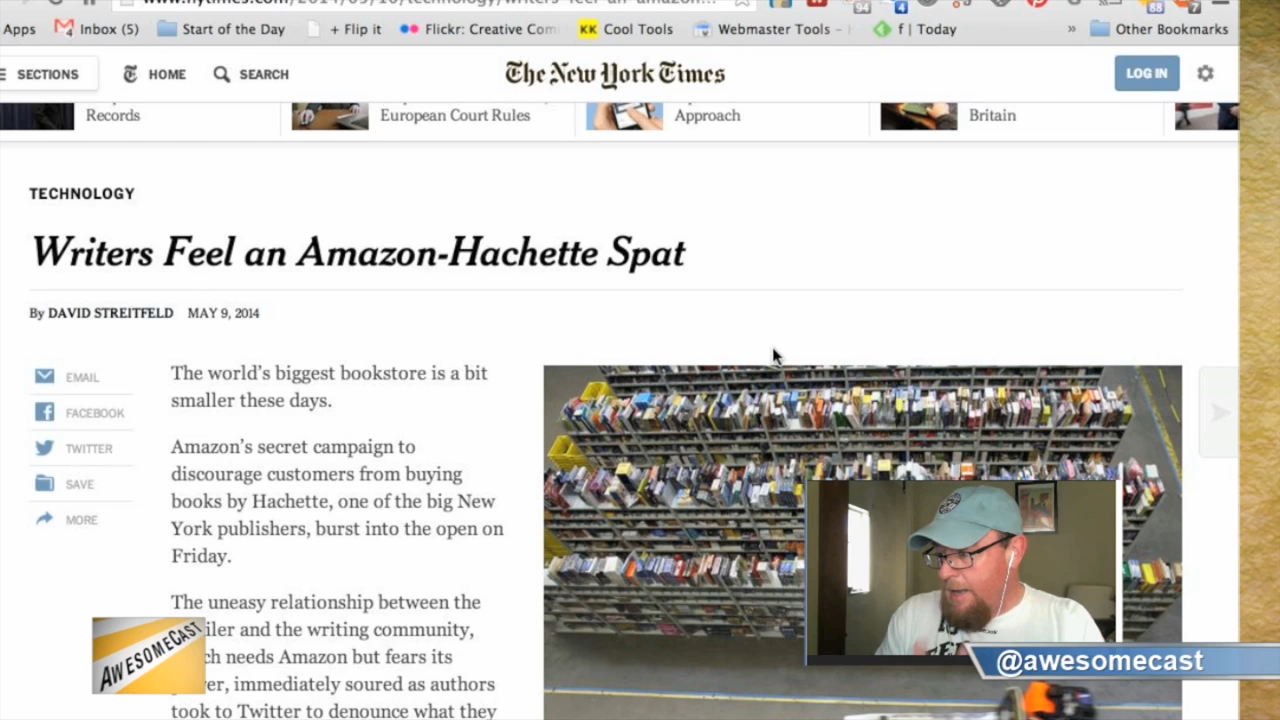 Apps Inbox (5) Start of the Day + Flip it Flickr: Creative Com KK Cool Tools Webmaster Tools - f | Today » Other Bookmarks
SECTIONS HOME SEARCH The New York Times LOG IN
Records European Court Rules Approach Britain
TECHNOLOGY
Writers Feel an Amazon-Hachette Spat
By DAVID STREITFELD MAY 9, 2014
EMAIL
FACEBOOK
TWITTER
SAVE
MORE
The world's biggest bookstore is a bit
smaller these days.
Amazon's secret campaign to
discourage customers from buying
books by Hachette, one of the big New
York publishers, burst into the open on
Friday.
The uneasy relationship between the
iler and the writing community,
ch needs Amazon but fears its
er, immediately soured as authors
took to Twitter to denounce what they
AWESOMECAST
@awesomecast